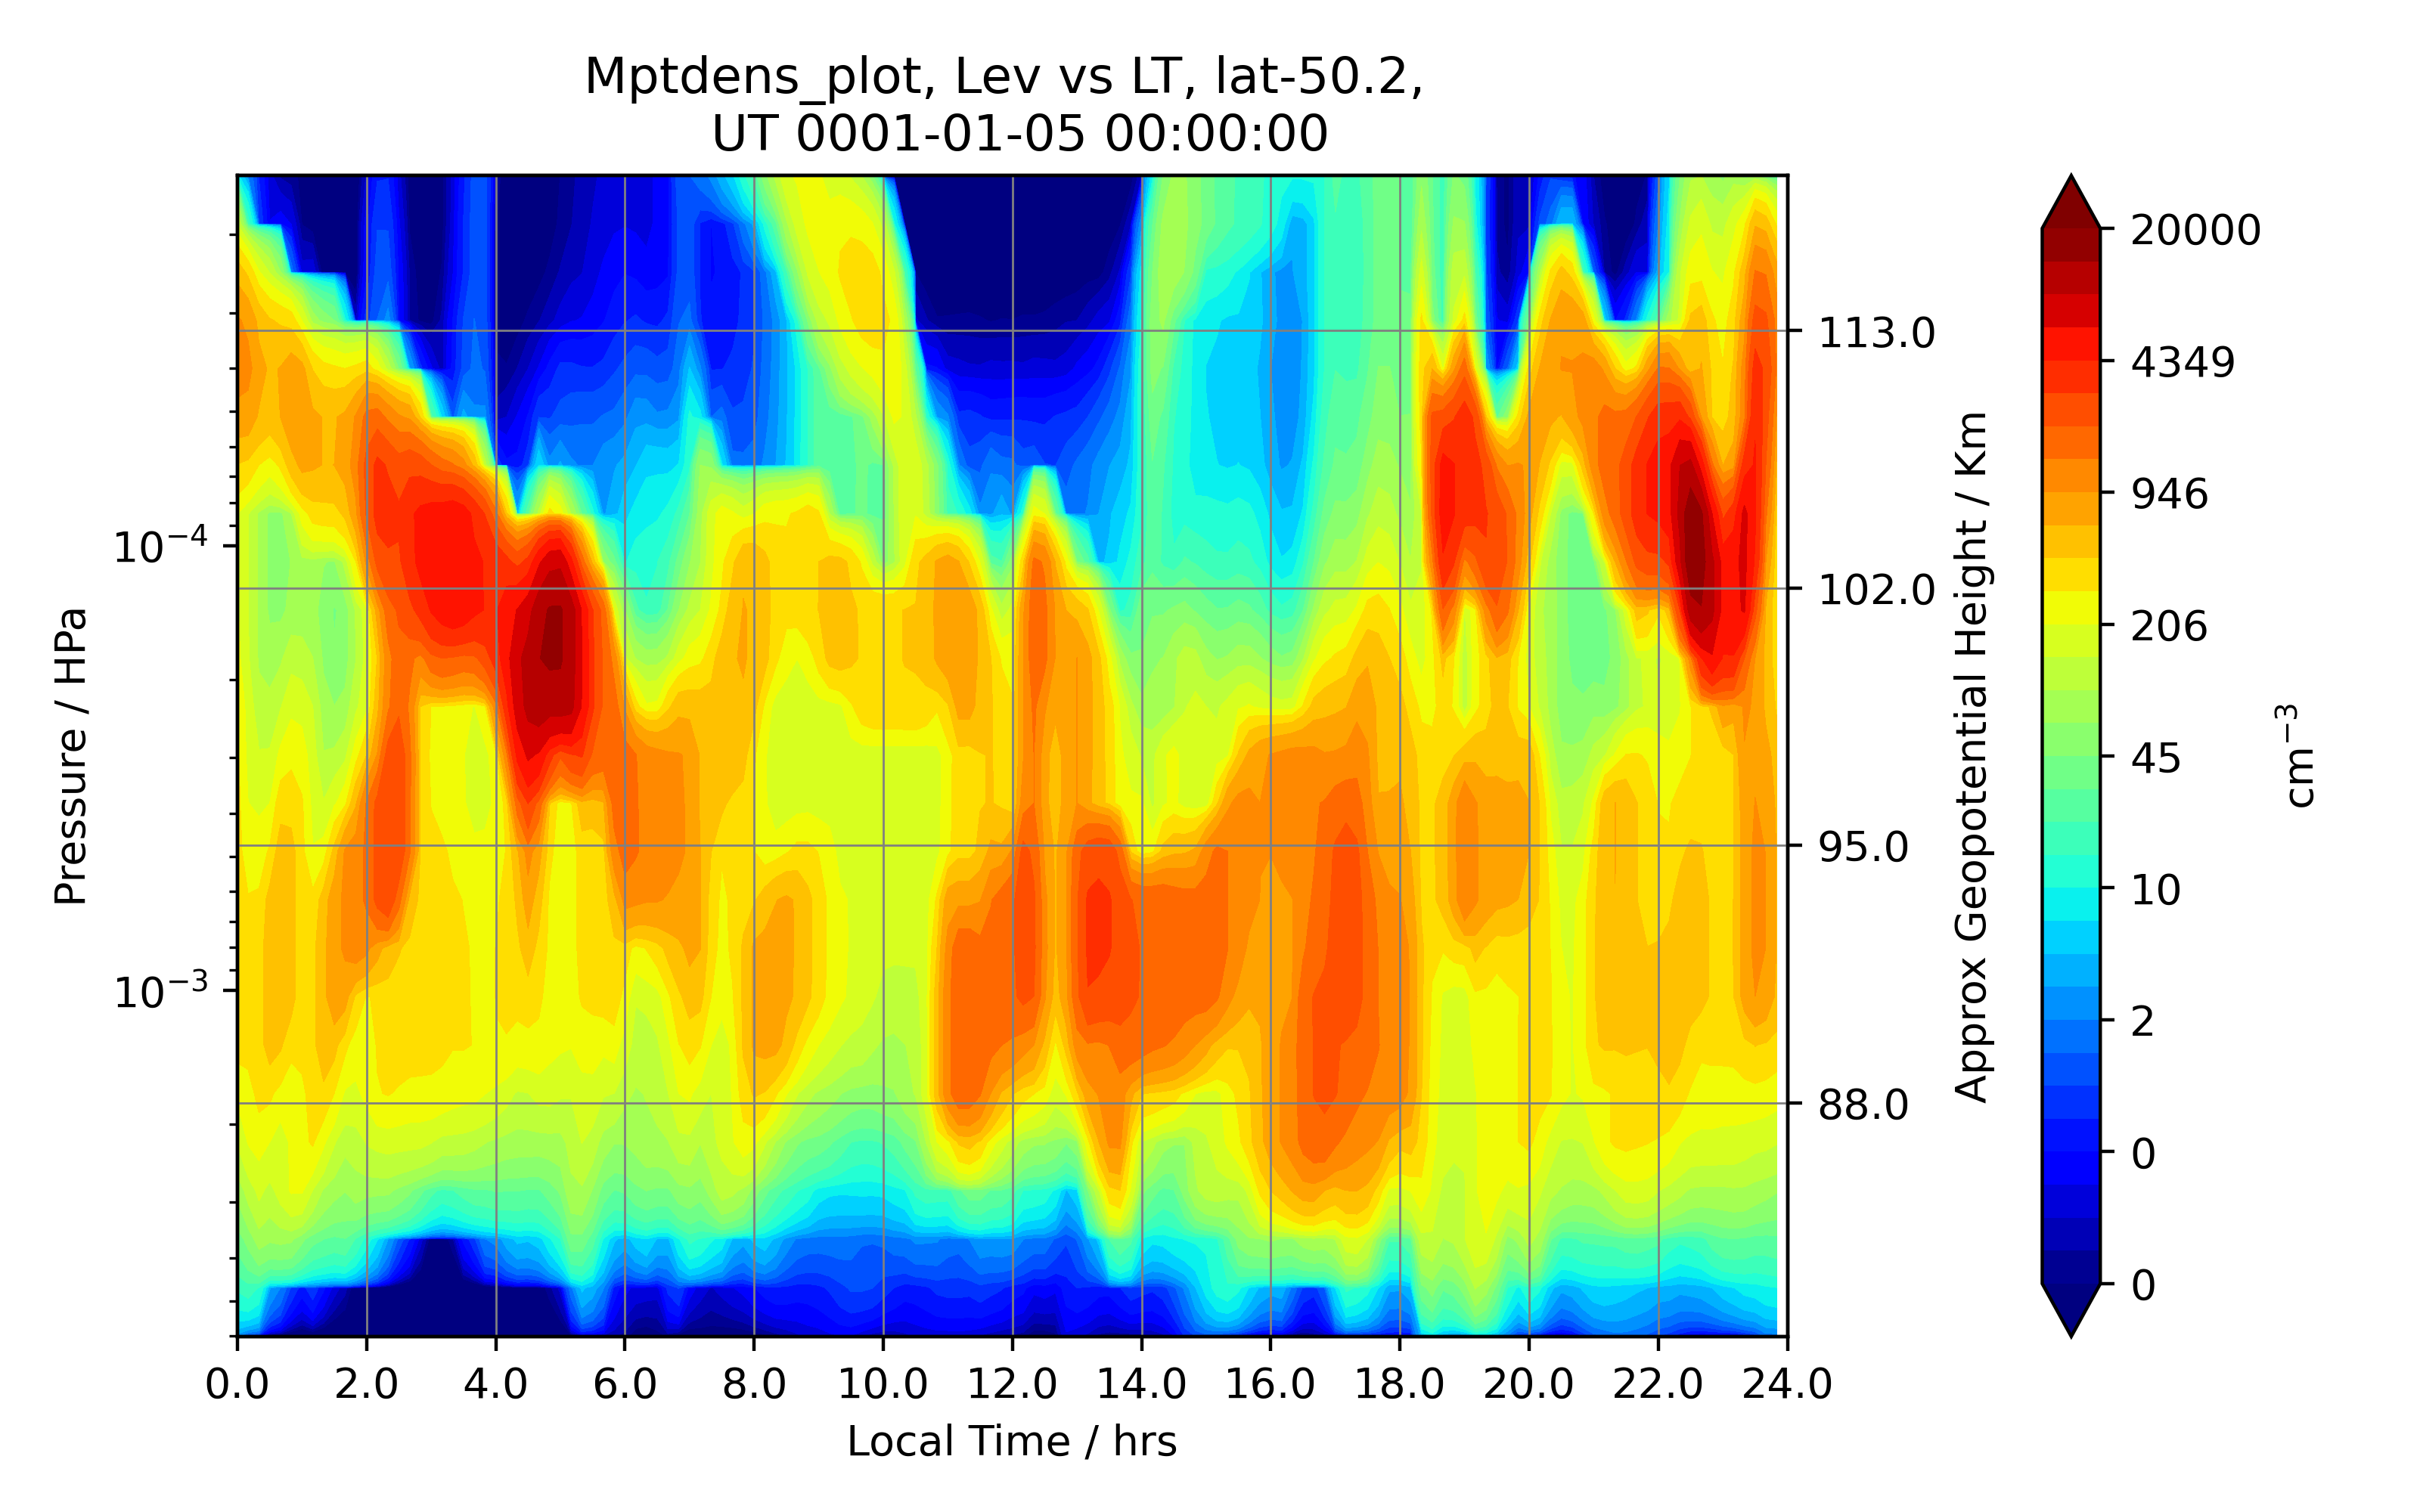 Mptdens_plot, Lev vs LT, lat-50.2,
UT 0001-01-05 00:00:00
Pressure / HPa
10⁻⁴
10⁻³
0.0 2.0 4.0 6.0 8.0 10.0 12.0 14.0 16.0 18.0 20.0 22.0 24.0
Local Time / hrs
113.0
102.0
95.0
88.0
Approx Geopotential Height / Km
20000
4349
946
206
45
10
2
0
0
cm⁻³